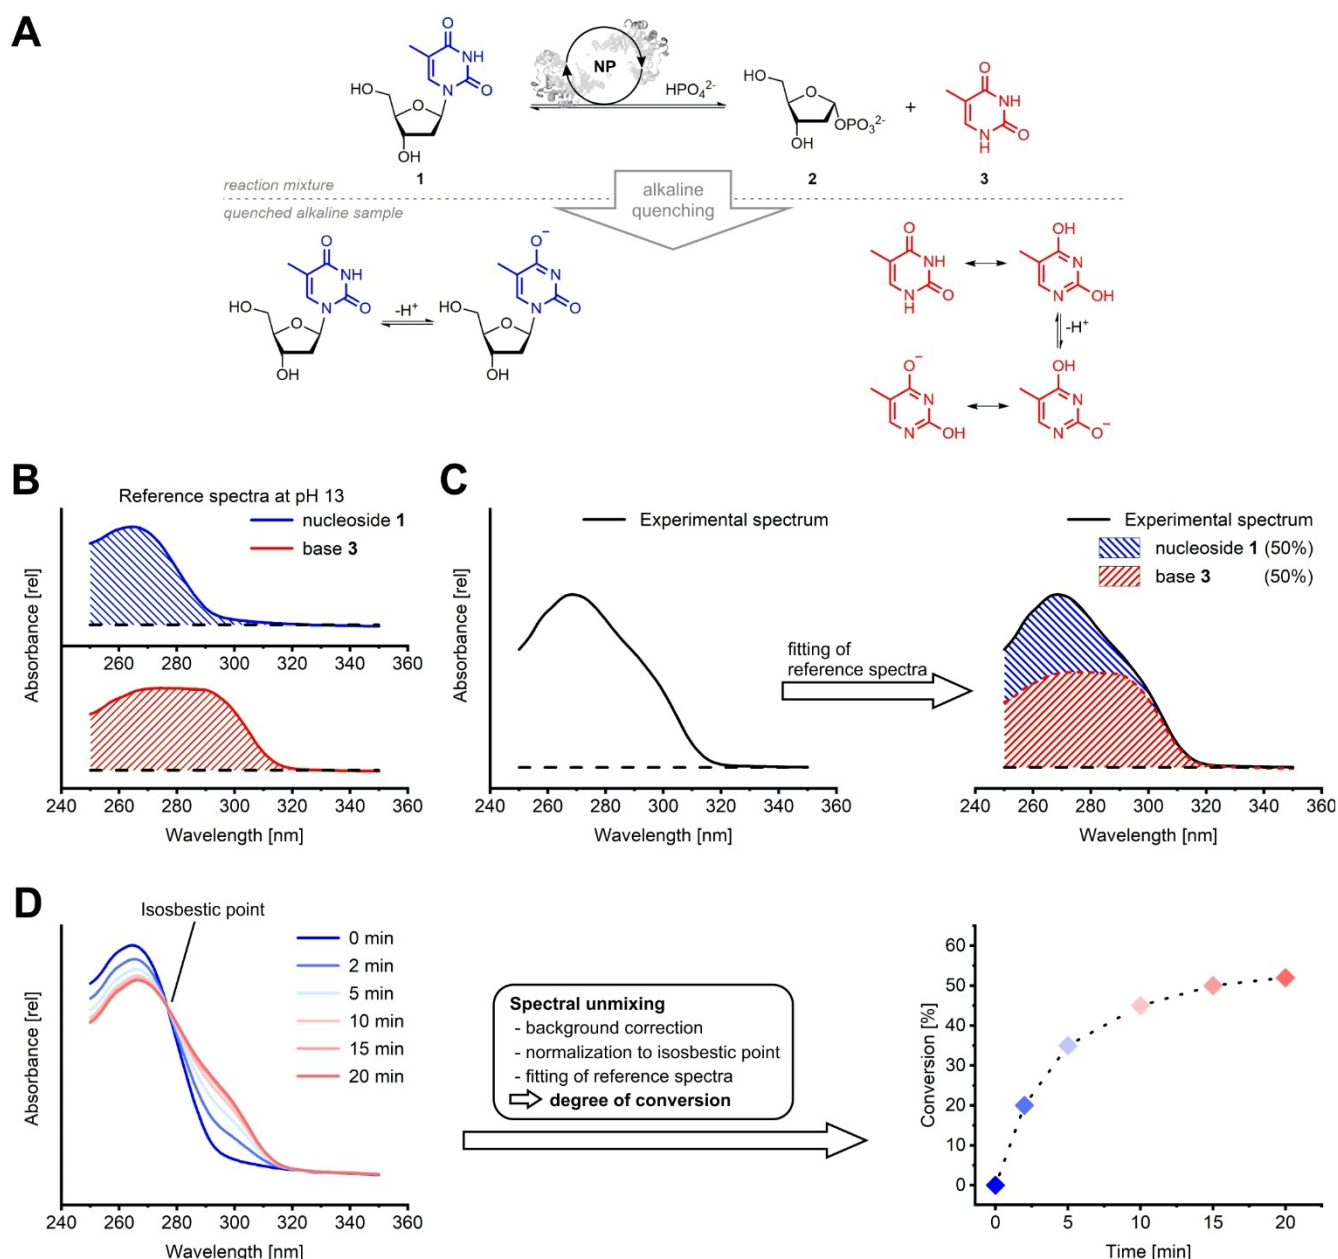 A
O
NH
N
O
HO
O
OH
1
NP
HPO₄²⁻
HO
O
OPO₃²⁻
OH
2
+
O
NH
N
H
O
3
reaction mixture
quenched alkaline sample
alkaline
quenching
O
NH
N
O
HO
O
OH
-H⁺
O⁻
N
N
O
HO
O
OH
O
NH
N
H
O
OH
N
N
OH
-H⁺
O⁻
N
N
OH
OH
N
N
O⁻
B
Reference spectra at pH 13
nucleoside 1
base 3
Absorbance [rel]
260 280 300 320 340 360
240 260 280 300 320 340 360
Wavelength [nm]
C
Experimental spectrum
Absorbance [rel]
240 260 280 300 320 340 360
Wavelength [nm]
fitting of
reference spectra
Experimental spectrum
nucleoside 1 (50%)
base 3 (50%)
240 260 280 300 320 340 360
Wavelength [nm]
D
Isosbestic point
0 min
2 min
5 min
10 min
15 min
20 min
Absorbance [rel]
240 260 280 300 320 340 360
Wavelength [nm]
Spectral unmixing
- background correction
- normalization to isosbestic point
- fitting of reference spectra
degree of conversion
Conversion [%]
60
50
40
30
20
10
0
0 5 10 15 20
Time [min]